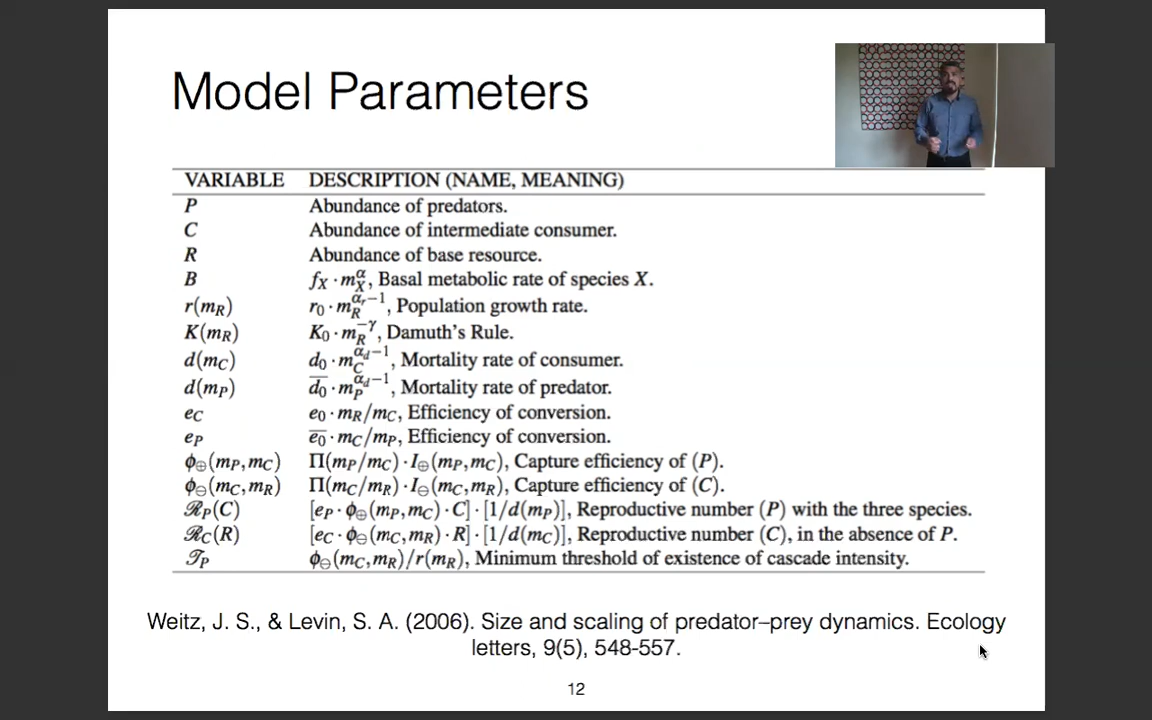 Model Parameters
VARIABLE DESCRIPTION (NAME, MEANING)
P Abundance of predators.
C Abundance of intermediate consumer.
R Abundance of base resource.
B f_X · m_X^α, Basal metabolic rate of species X.
r(m_R) r_0 · m_R^{α_r−1}, Population growth rate.
K(m_R) K_0 · m_R^{−γ}, Damuth's Rule.
d(m_C) d_0 · m_C^{α_d−1}, Mortality rate of consumer.
d(m_P) \overline{d_0} · m_P^{α_d−1}, Mortality rate of predator.
e_C e_0 · m_R/m_C, Efficiency of conversion.
e_P \overline{e_0} · m_C/m_P, Efficiency of conversion.
ϕ_⊕(m_P,m_C) Π(m_P/m_C) · I_⊕(m_P,m_C), Capture efficiency of (P).
ϕ_⊖(m_C,m_R) Π(m_C/m_R) · I_⊖(m_C,m_R), Capture efficiency of (C).
ℛ_P(C) [e_P · ϕ_⊕(m_P,m_C) · C] · [1/d(m_P)], Reproductive number (P) with the three species.
ℛ_C(R) [e_C · ϕ_⊖(m_C,m_R) · R] · [1/d(m_C)], Reproductive number (C), in the absence of P.
𝒯_P ϕ_⊖(m_C,m_R)/r(m_R), Minimum threshold of existence of cascade intensity.
Weitz, J. S., & Levin, S. A. (2006). Size and scaling of predator–prey dynamics. Ecology
letters, 9(5), 548-557.
12